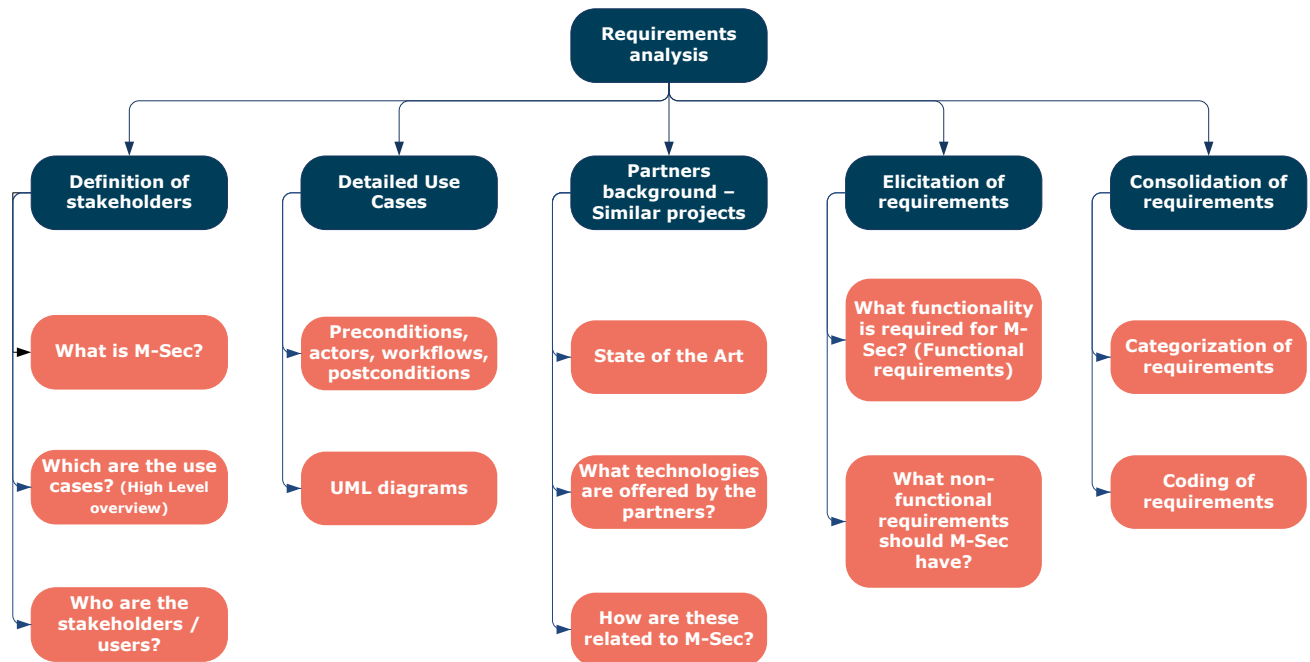 Requirements
analysis
Definition of
stakeholders
Detailed Use
Cases
Partners
background –
Similar projects
Elicitation of
requirements
Consolidation of
requirements
What is M-Sec?
Which are the use
cases? (High Level
overview)
Who are the
stakeholders /
users?
Preconditions,
actors, workflows,
postconditions
UML diagrams
State of the Art
What technologies
are offered by the
partners?
How are these
related to M-Sec?
What functionality
is required for M-
Sec? (Functional
requirements)
What non-
functional
requirements
should M-Sec
have?
Categorization of
requirements
Coding of
requirements